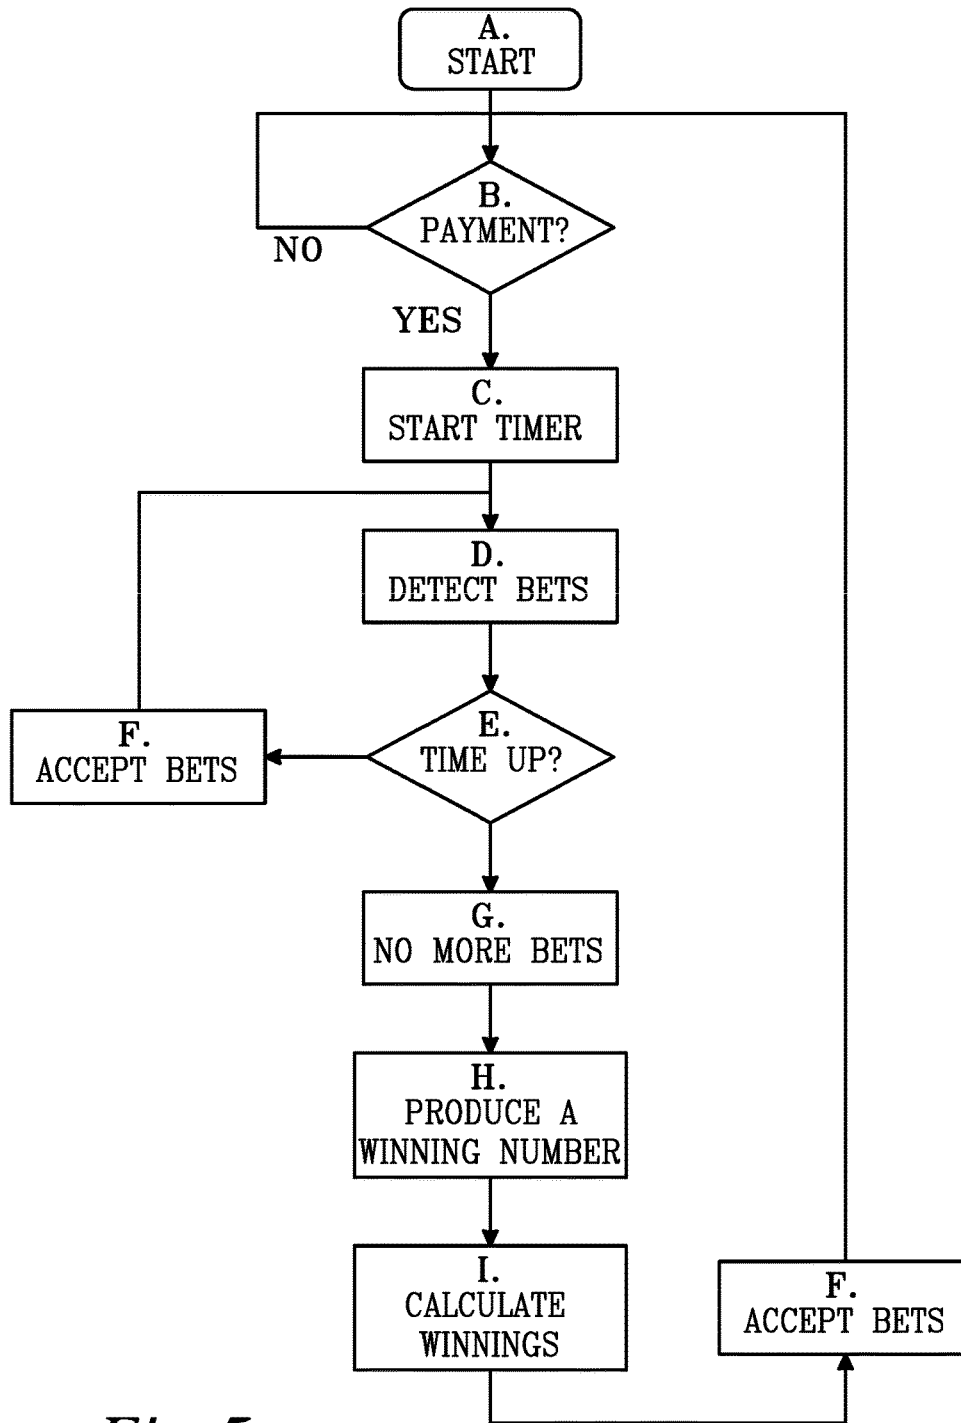 A.
START
B.
PAYMENT?
NO
YES
C.
START TIMER
D.
DETECT BETS
E.
TIME UP?
F.
ACCEPT BETS
G.
NO MORE BETS
H.
PRODUCE A
WINNING NUMBER
I.
CALCULATE
WINNINGS
F.
ACCEPT BETS